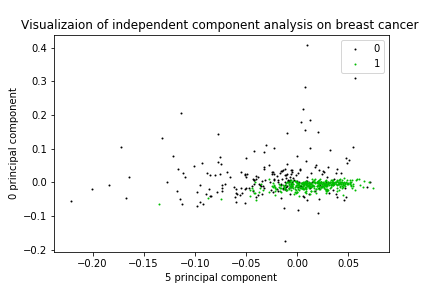 Visualizaion of independent component analysis on breast cancer
0
1
0.4
0.3
0.2
0.1
0.0
−0.1
−0.2
0 principal component
−0.20 −0.15 −0.10 −0.05 0.00 0.05
5 principal component